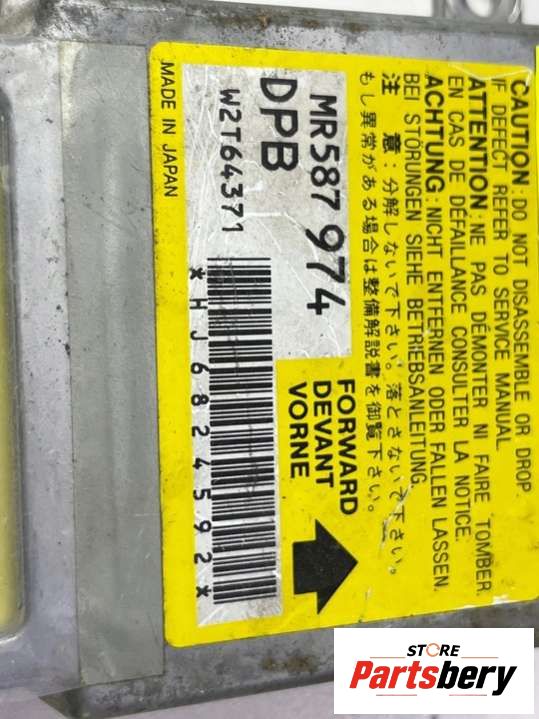 CAUTION: DO NOT DISASSEMBLE OR DROP.
IF DEFECT REFER TO SERVICE MANUAL
ATTENTION: NE PAS DÉMONTER NI FAIRE TOMBER.
EN CAS DE DÉFAILLANCE CONSULTER LA NOTICE.
ACHTUNG: NICHT ENTFERNEN ODER FALLEN LASSEN.
BEI STÖRUNGEN SIEHE BETRIEBSANLEITUNG.
注 意: 分解しないで下さい。落とさないで下さい。
もし異常がある場合は整備解説書を御覧下さい。
MR587974
DPB
W2T64371
FORWARD
DEVANT
VORNE
*HJ6824592*
MADE IN JAPAN
STORE
Partsbery